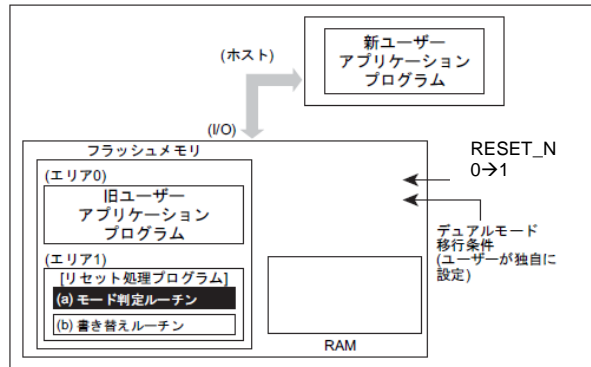 (ホスト)
新ユーザー
アプリケーション
プログラム
(I/O)
フラッシュメモリ
(エリア0)
旧ユーザー
アプリケーション
プログラム
(エリア1)
[リセット処理プログラム]
(a) モード判定ルーチン
(b) 書き替えルーチン
RAM
RESET_N
0→1
デュアルモード
移行条件
(ユーザーが独自に
設定)